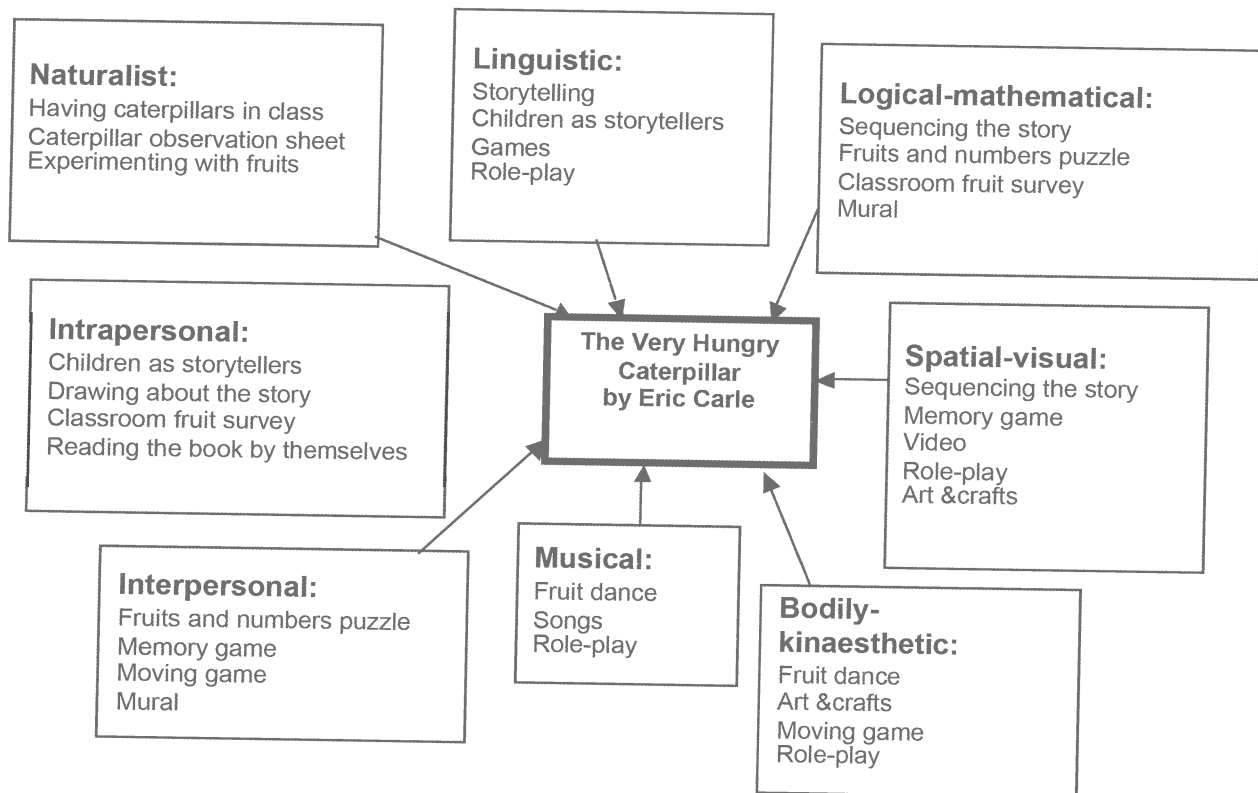 Naturalist:
Having caterpillars in class
Caterpillar observation sheet
Experimenting with fruits
Linguistic:
Storytelling
Children as storytellers
Games
Role-play
Logical-mathematical:
Sequencing the story
Fruits and numbers puzzle
Classroom fruit survey
Mural
Intrapersonal:
Children as storytellers
Drawing about the story
Classroom fruit survey
Reading the book by themselves
The Very Hungry
Caterpillar
by Eric Carle
Spatial-visual:
Sequencing the story
Memory game
Video
Role-play
Art &crafts
Interpersonal:
Fruits and numbers puzzle
Memory game
Moving game
Mural
Musical:
Fruit dance
Songs
Role-play
Bodily-
kinaesthetic:
Fruit dance
Art &crafts
Moving game
Role-play